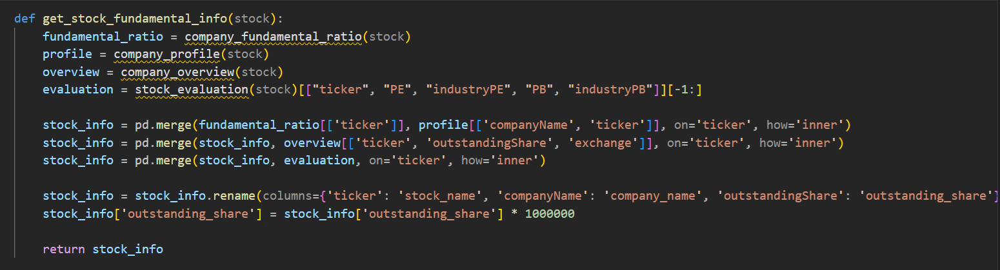 def get_stock_fundamental_info(stock):
    fundamental_ratio = company_fundamental_ratio(stock)
    profile = company_profile(stock)
    overview = company_overview(stock)
    evaluation = stock_evaluation(stock)[["ticker", "PE", "industryPE", "PB", "industryPB"]][-1:]
    stock_info = pd.merge(fundamental_ratio[['ticker']], profile[['companyName', 'ticker']], on='ticker', how='inner')
    stock_info = pd.merge(stock_info, overview[['ticker', 'outstandingShare', 'exchange']], on='ticker', how='inner')
    stock_info = pd.merge(stock_info, evaluation, on='ticker', how='inner')
    stock_info = stock_info.rename(columns={'ticker': 'stock_name', 'companyName': 'company_name', 'outstandingShare': 'outstanding_share'}
    stock_info['outstanding_share'] = stock_info['outstanding_share'] * 1000000
    return stock_info